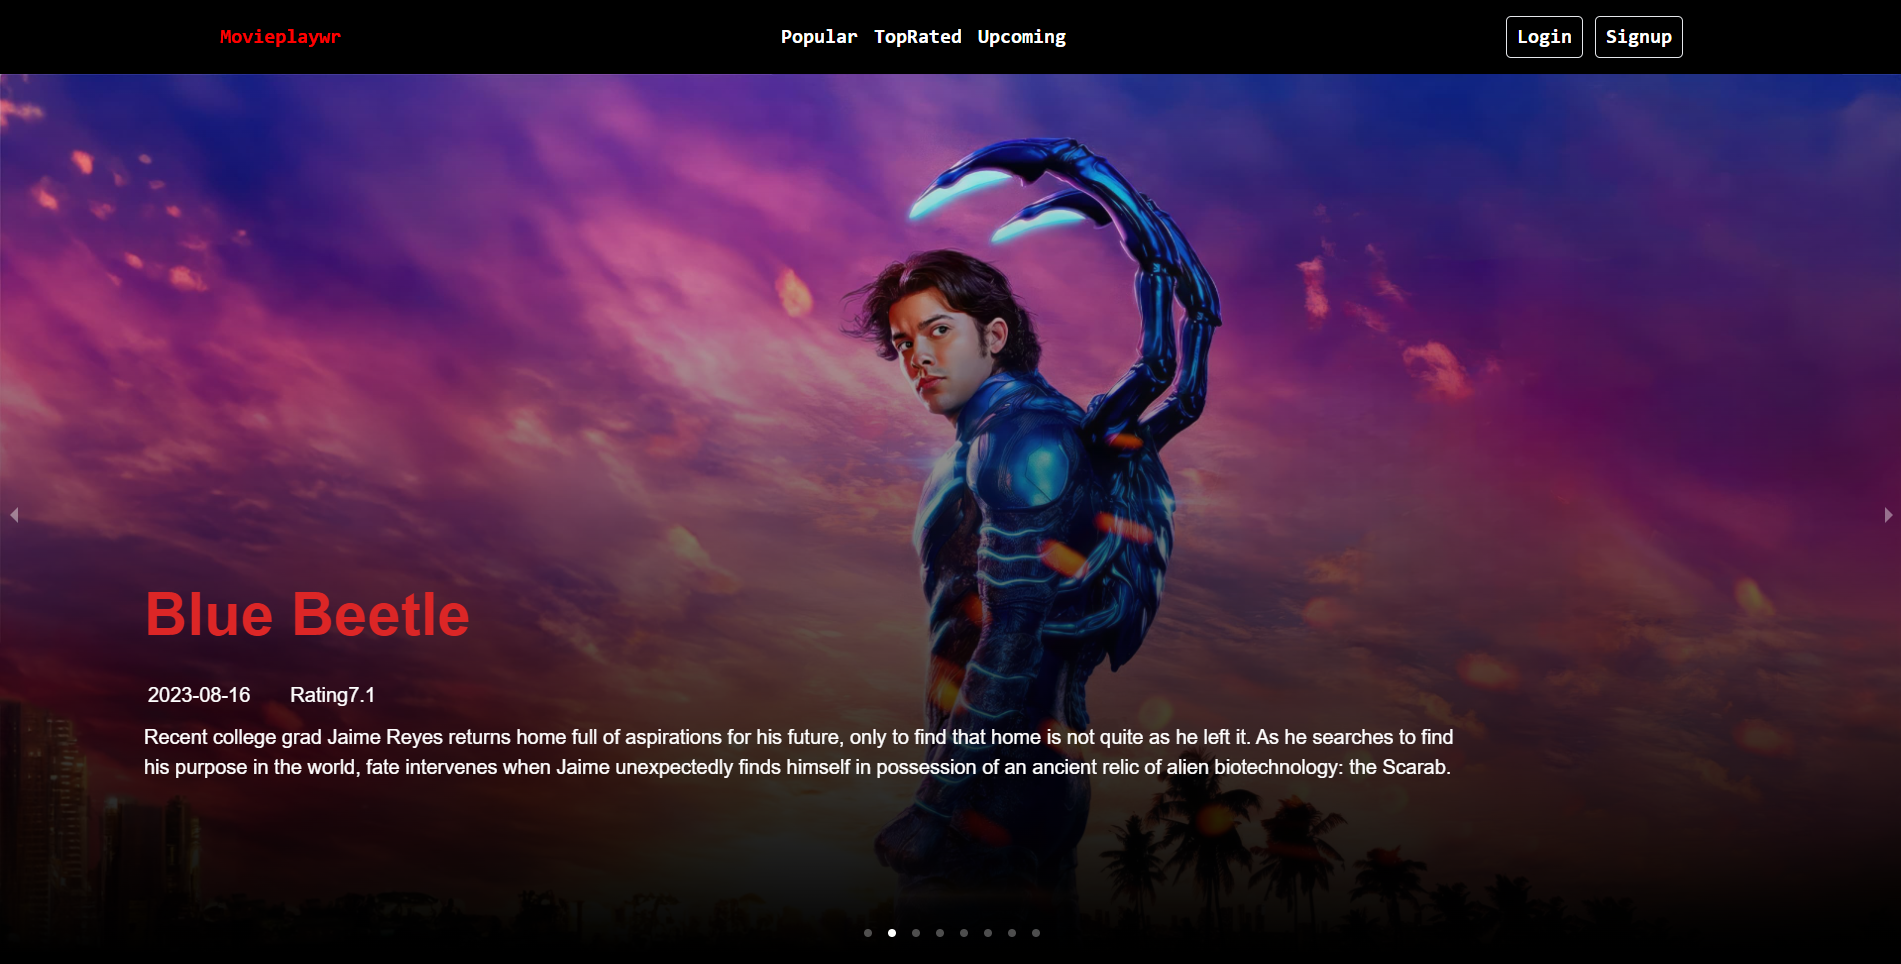 Movieplaywr
Popular TopRated Upcoming
Login Signup
Blue Beetle
2023-08-16 Rating7.1
Recent college grad Jaime Reyes returns home full of aspirations for his future, only to find that home is not quite as he left it. As he searches to find
his purpose in the world, fate intervenes when Jaime unexpectedly finds himself in possession of an ancient relic of alien biotechnology: the Scarab.